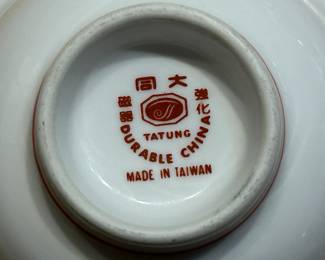 同大
磁器
強化
TATUNG
DURABLE CHINA
MADE IN TAIWAN